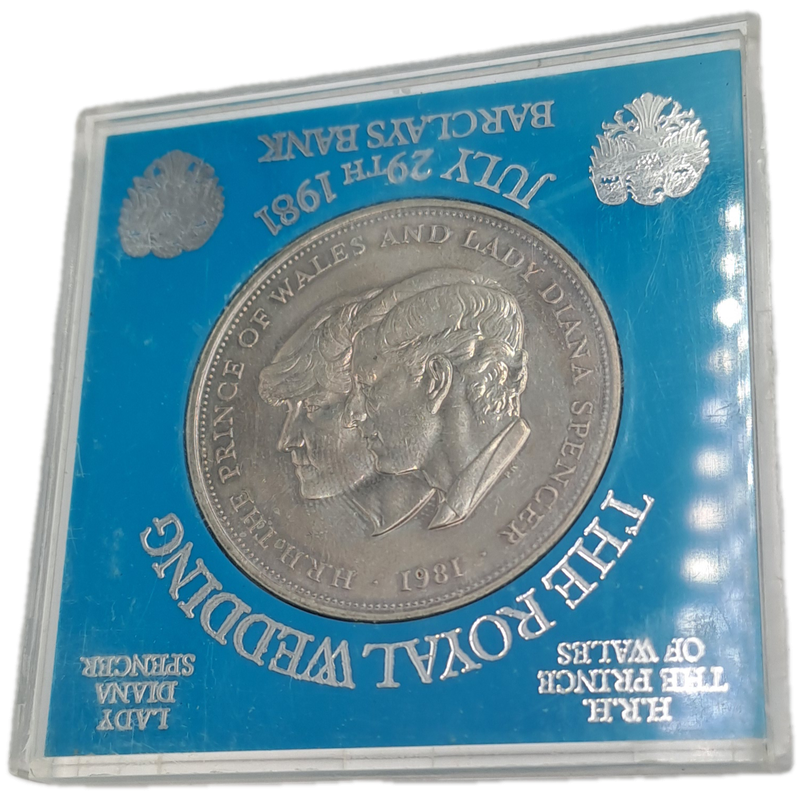 THE ROYAL WEDDING
H.R.H.
THE PRINCE
OF WALES
LADY
DIANA
SPENCER
H.R.H. THE PRINCE OF WALES AND LADY DIANA SPENCER
· 1981 ·
JULY 29TH 1981
BARCLAYS BANK